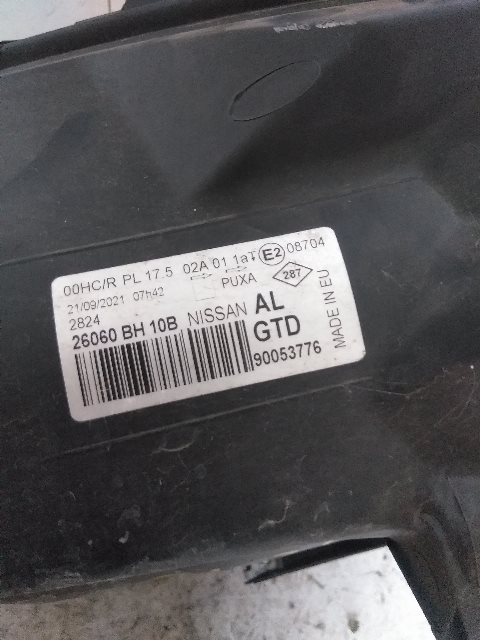 00HC/R PL 17.5 02A 01 1aT E2 08704
21/09/2021 07h42 PUXA 287
2824
26060 BH 10B NISSAN AL
GTD
90053776
MADE IN EU